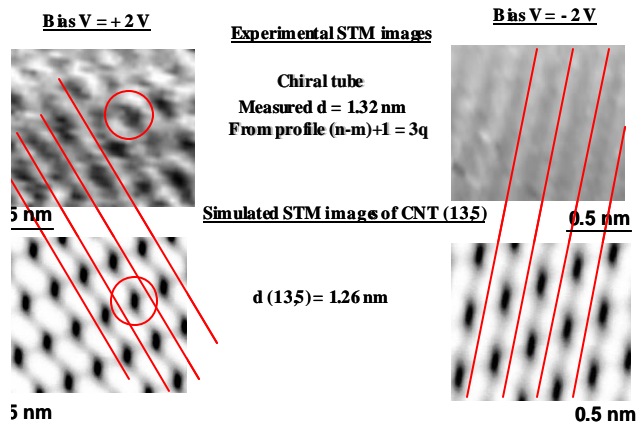 Bias V = + 2 V
Bias V = - 2 V
Experimental STM images
Chiral tube
Measured d = 1.32 nm
From profile (n-m)+1 = 3q
5 nm
0.5 nm
Simulated STM images of CNT (13,5)
d (13,5) = 1.26 nm
5 nm
0.5 nm